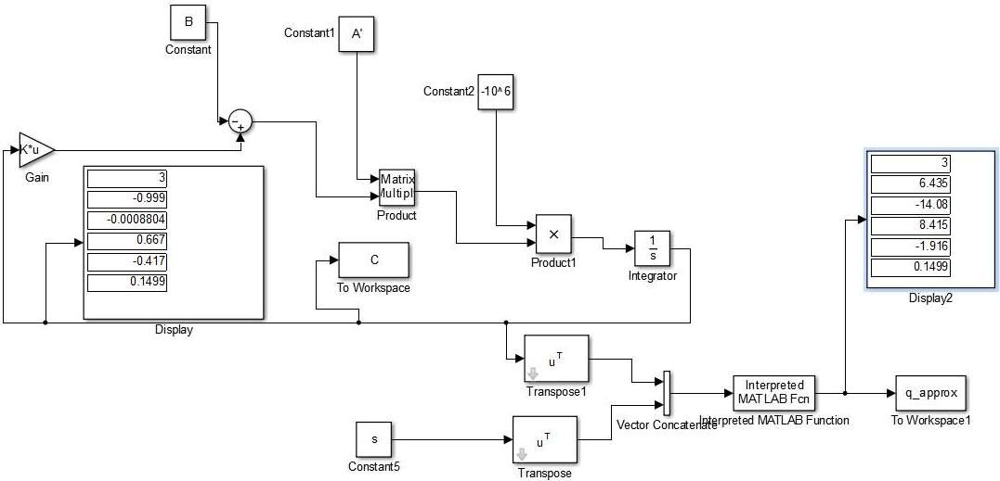 B
Constant
Constant1
A'
Constant2
-10^6
-
+
K*u
Gain
3
-0.999
-0.0008804
0.667
-0.417
0.1499
Display
Matrix
Multipl
Product
×
Product1
1
s
Integrator
C
To Workspace
3
6.435
-14.08
8.415
-1.916
0.1499
Display2
u^T
Transpose1
s
Constant5
u^T
Transpose
Vector Concatenate
Interpreted
MATLAB Fcn
Interpreted MATLAB Function
q_approx
To Workspace1